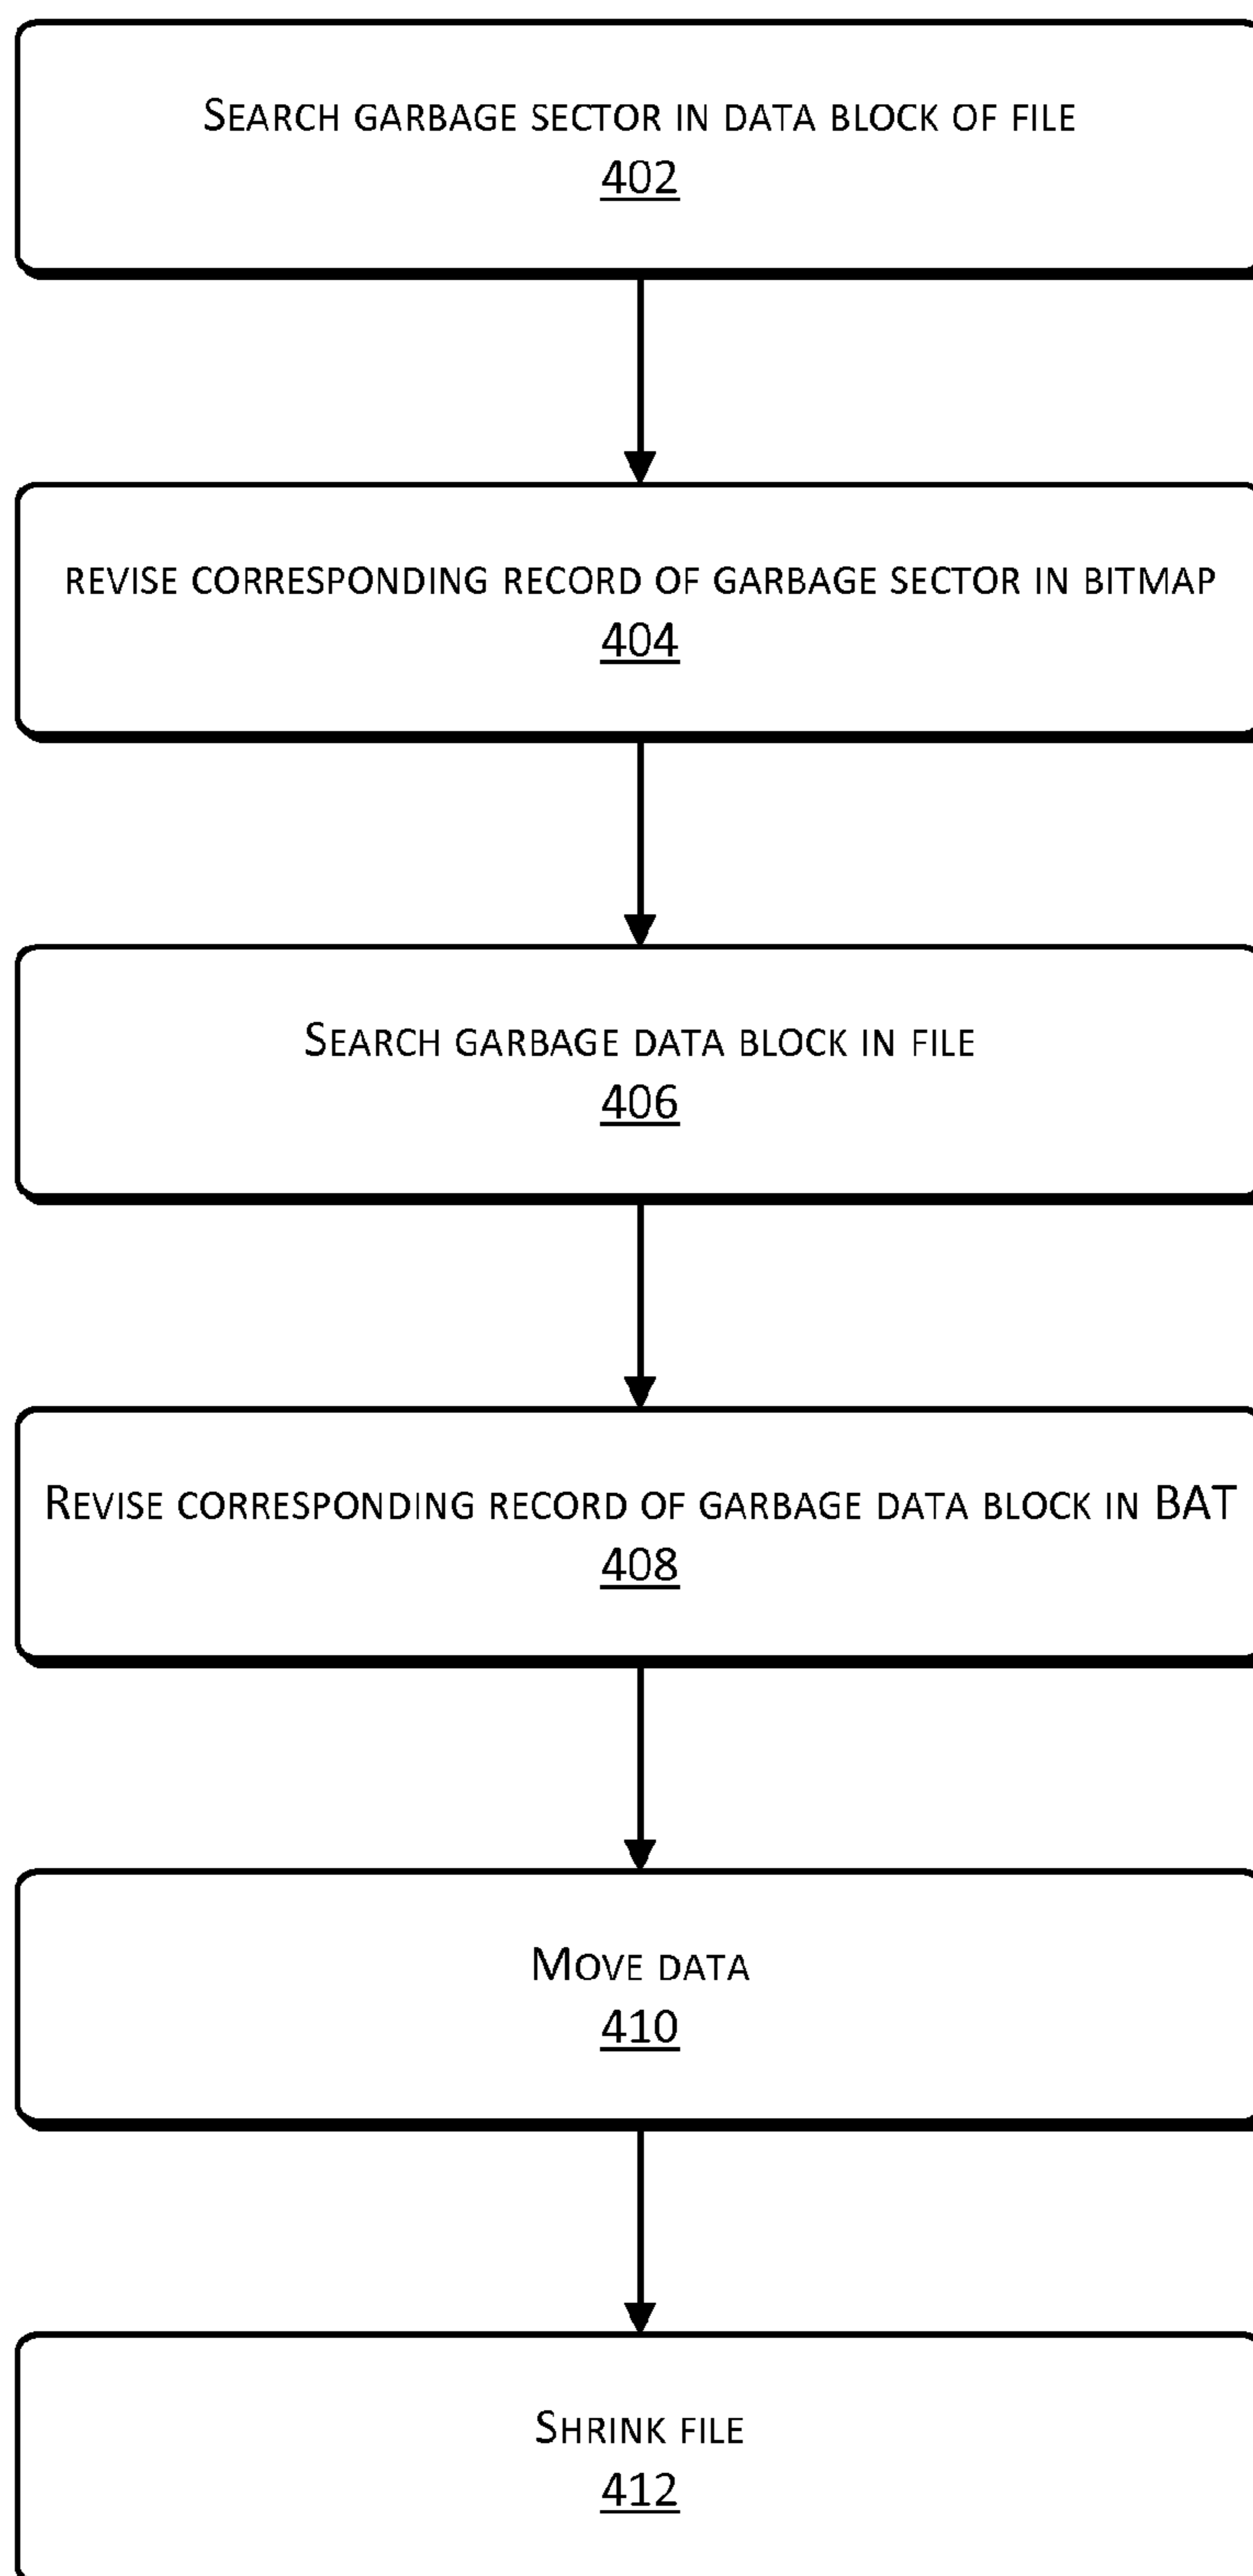 Search garbage sector in data block of file
402
revise corresponding record of garbage sector in bitmap
404
Search garbage data block in file
406
Revise corresponding record of garbage data block in BAT
408
Move data
410
Shrink file
412